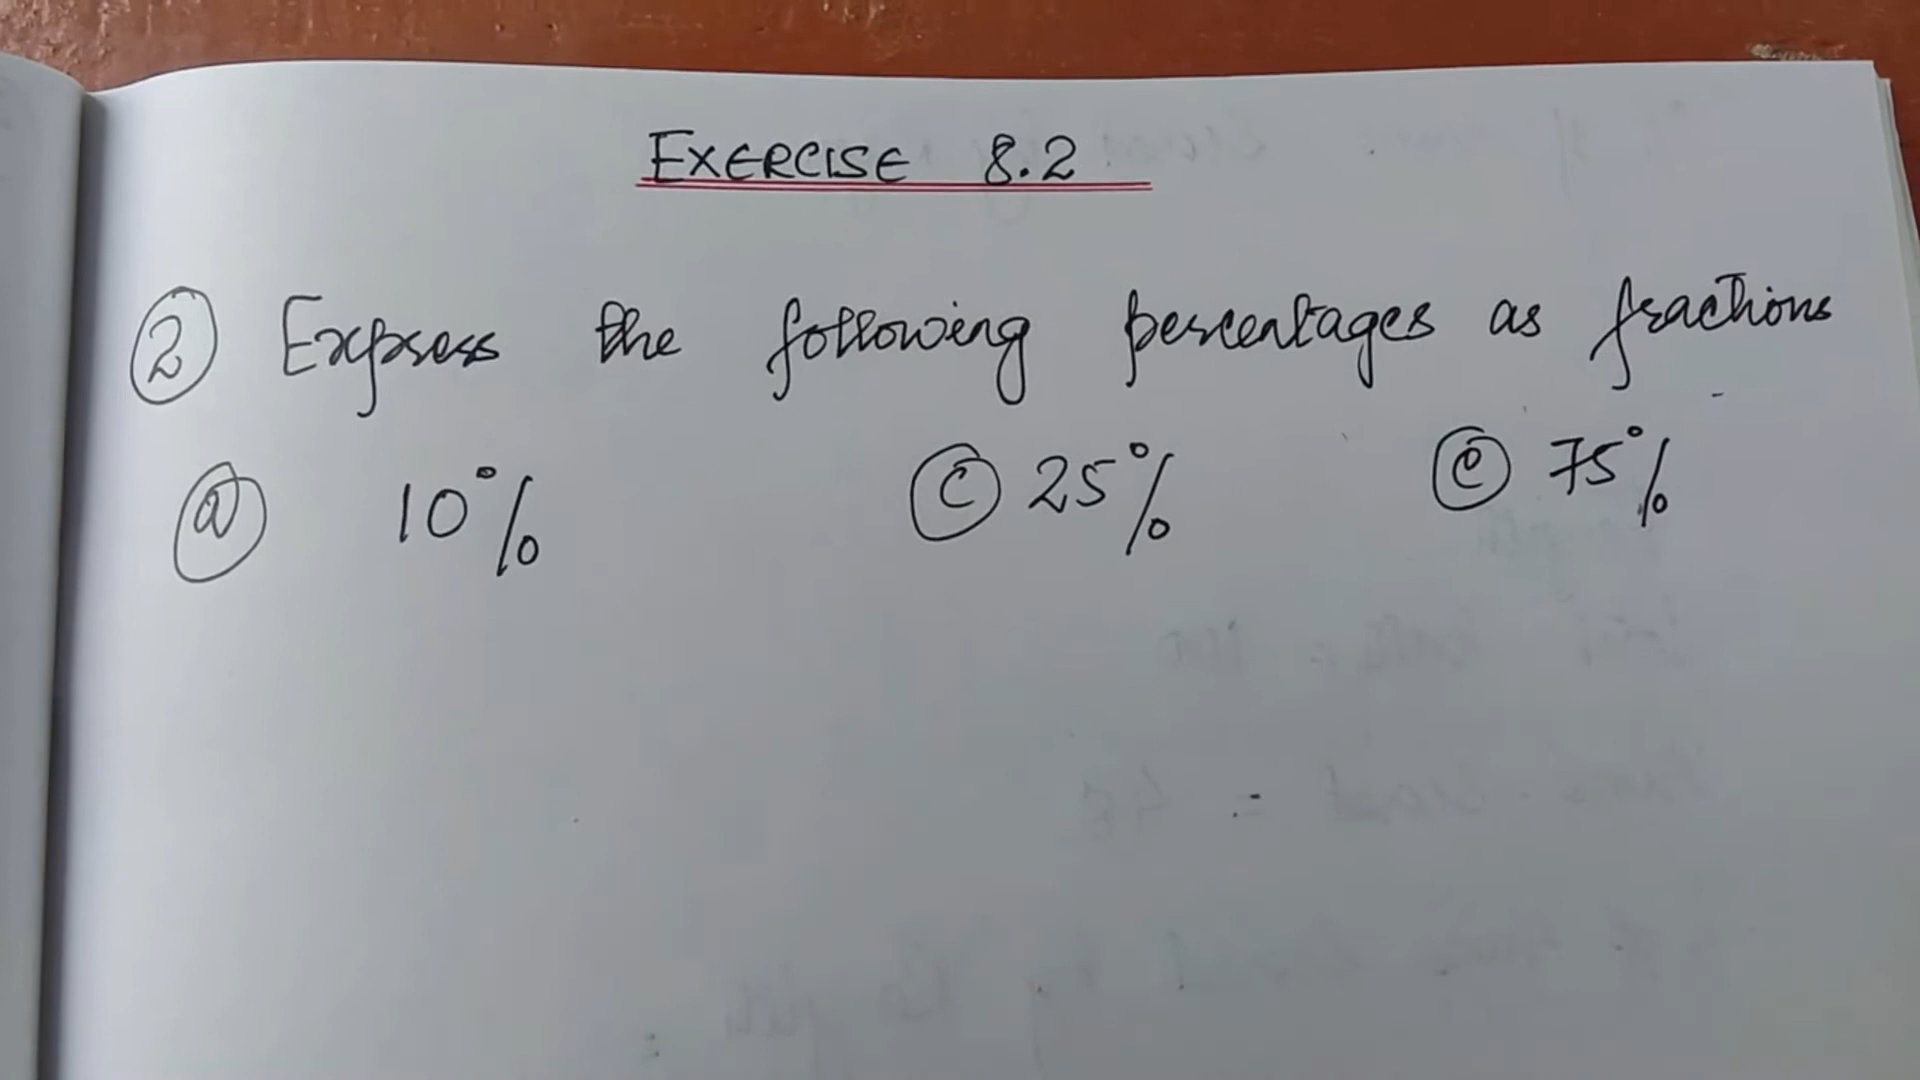 EXERCISE 8.2
② Express the following percentages as fractions
ⓐ 10% ⓒ 25% ⓔ 75%